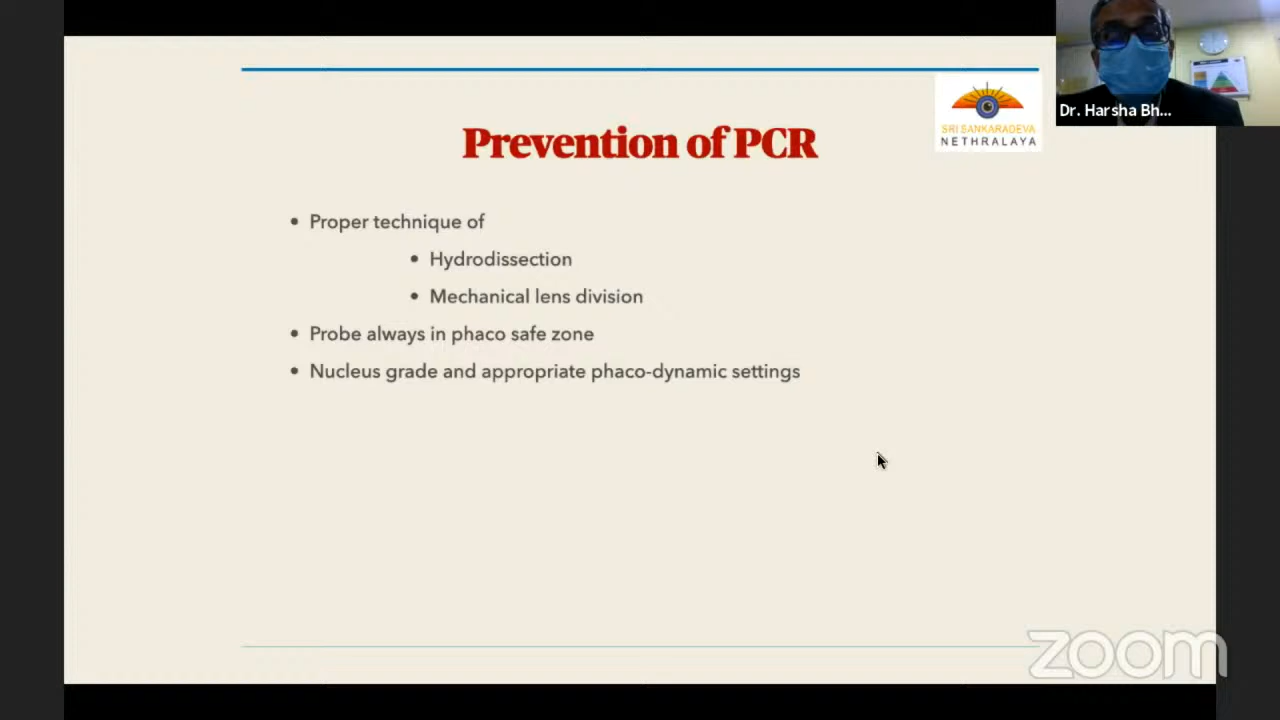 Dr. Harsha Bh...
SRI SANKARADEVA
NETHRALAYA
Prevention of PCR
• Proper technique of
• Hydrodissection
• Mechanical lens division
• Probe always in phaco safe zone
• Nucleus grade and appropriate phaco-dynamic settings
zoom